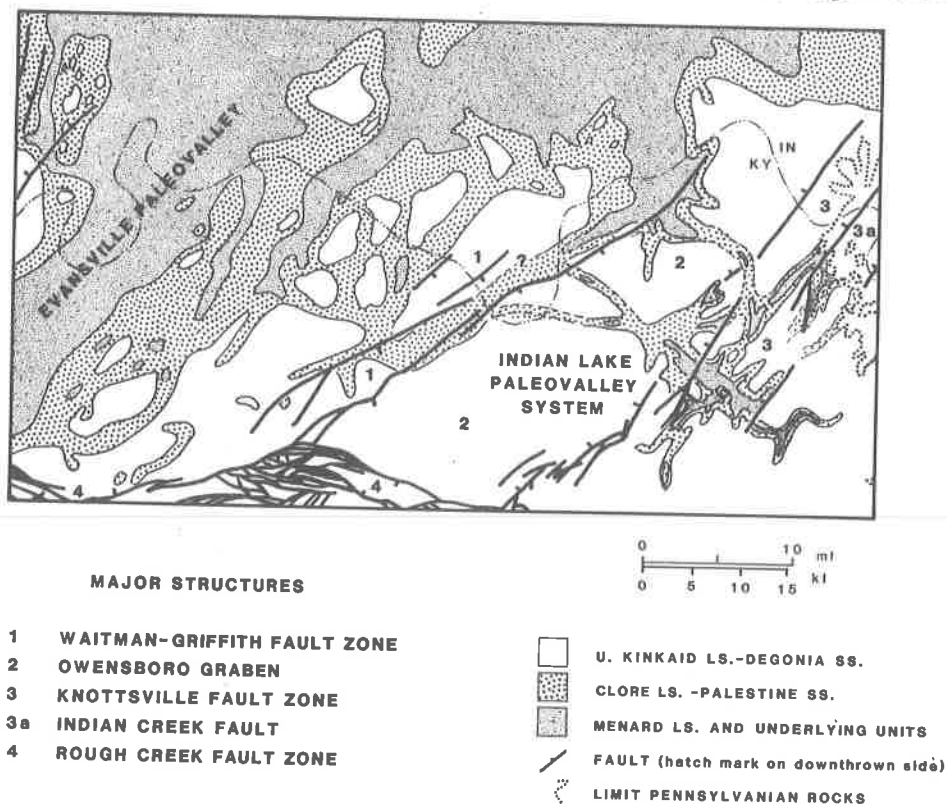 EVANSVILLE PALEOVALLEY
IN
KY
3
3a
1
?
2
3
INDIAN LAKE
PALEOVALLEY
SYSTEM
1
2
4
4
0 10 mi
0 5 10 15 kl
MAJOR STRUCTURES
1 WAITMAN-GRIFFITH FAULT ZONE
2 OWENSBORO GRABEN
3 KNOTTSVILLE FAULT ZONE
3a INDIAN CREEK FAULT
4 ROUGH CREEK FAULT ZONE
U. KINKAID LS.-DEGONIA SS.
CLORE LS.-PALESTINE SS.
MENARD LS. AND UNDERLYING UNITS
FAULT (hatch mark on downthrown side)
LIMIT PENNSYLVANIAN ROCKS